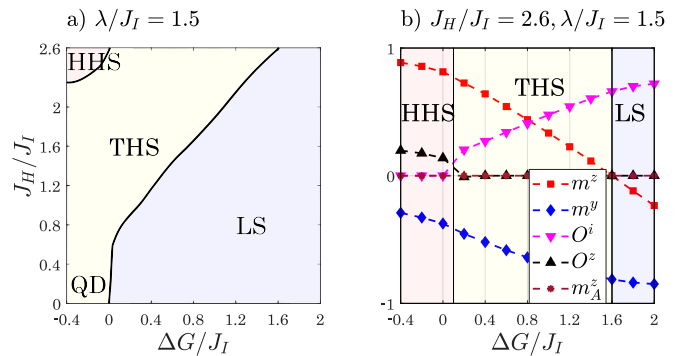 a) λ/J_I = 1.5
2.6
2
1.6
1.2
0.8
0.4
0
J_H/J_I
HHS
THS
LS
QD
-0.4
0
0.4
0.8
1.2
1.6
2
ΔG/J_I
b) J_H/J_I = 2.6, λ/J_I = 1.5
1
0
-1
HHS
THS
LS
m^z
m^y
O^i
O^z
m_A^z
-0.4
0
0.4
0.8
1.2
1.6
2
ΔG/J_I